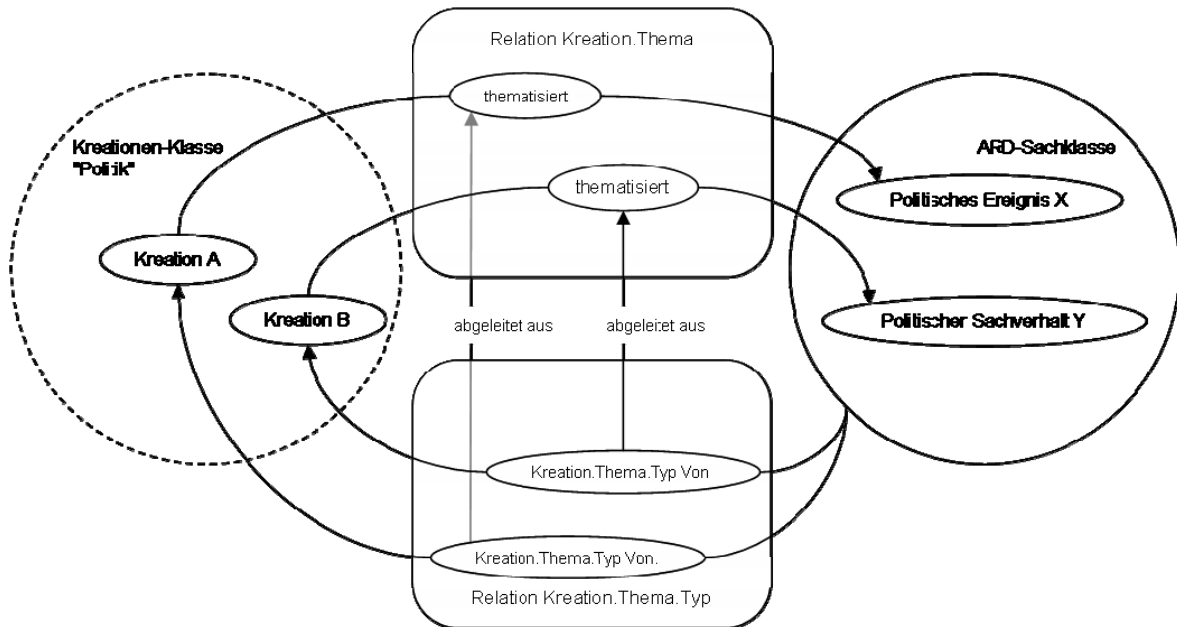 Relation Kreation.Thema
thematisiert
Kreationen-Klasse
"Politik"
ARD-Sachklasse
thematisiert
Politisches Ereignis X
Kreation A
Kreation B
Politischer Sachverhalt Y
abgeleitet aus
abgeleitet aus
Kreation.Thema.Typ Von
Kreation.Thema.Typ Von.
Relation Kreation.Thema.Typ